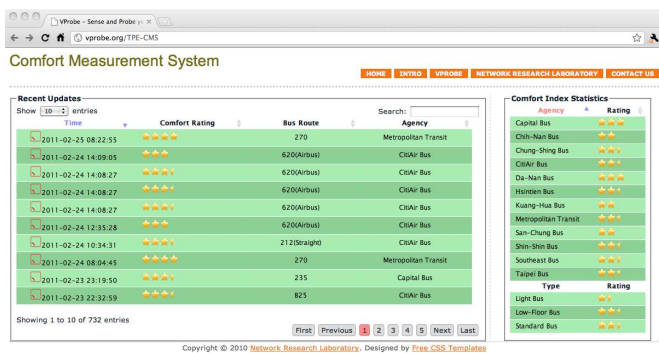 VProbe – Sense and Probe yo
vprobe.org/TPE-CMS
Comfort Measurement System
HOME INTRO VPROBE NETWORK RESEARCH LABORATORY CONTACT US
Recent Updates
Show 10 entries Search:
Time Comfort Rating Bus Route Agency
2011-02-25 08:22:55 270 Metropolitan Transit
2011-02-24 14:09:05 620(Airbus) CitiAir Bus
2011-02-24 14:08:27 620(Airbus) CitiAir Bus
2011-02-24 14:08:27 620(Airbus) CitiAir Bus
2011-02-24 14:08:27 620(Airbus) CitiAir Bus
2011-02-24 12:35:28 620(Airbus) CitiAir Bus
2011-02-24 10:34:31 212(Straight) CitiAir Bus
2011-02-24 08:04:45 270 Metropolitan Transit
2011-02-23 23:19:50 235 Capital Bus
2011-02-23 22:32:59 B25 CitiAir Bus
Showing 1 to 10 of 732 entries
First Previous 1 2 3 4 5 Next Last
Comfort Index Statistics
Agency Rating
Capital Bus
Chih-Nan Bus
Chung-Shing Bus
CitiAir Bus
Da-Nan Bus
Hsintien Bus
Kuang-Hua Bus
Metropolitan Transit
San-Chung Bus
Shin-Shin Bus
Southeast Bus
Taipei Bus
Type Rating
Light Bus
Low-Floor Bus
Standard Bus
Copyright © 2010 Network Research Laboratory. Designed by Free CSS Templates